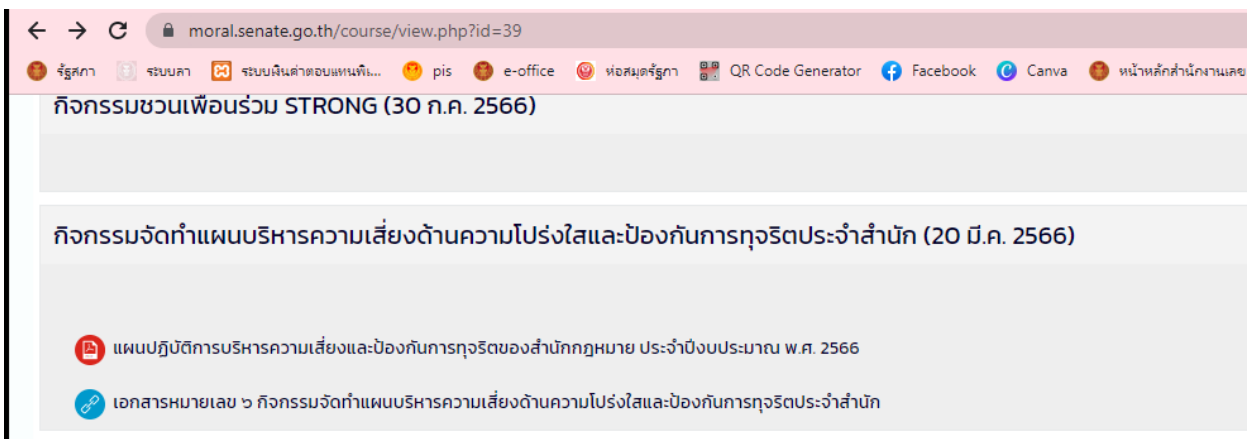 moral.senate.go.th/course/view.php?id=39
รัฐสภา ระบบลา ระบบผืนค่าตอบแทนพิเ... pis e-office ห่อสมุดรัฐกา QR Code Generator Facebook Canva หน้าหลักสำนักงานเลข
กิจกรรมชวนเพื่อนร่วม STRONG (30 ก.ค. 2566)
กิจกรรมจัดทำแผนบริหารความเสี่ยงด้านความโปร่งใสและป้องกันการทุจริตประจำสำนัก (20 มี.ค. 2566)
แผนปฏิบัติการบริหารความเสี่ยงและป้องกันการทุจริตของสำนักกฎหมาย ประจำปีงบประมาณ พ.ศ. 2566
เอกสารหมายเลข ๖ กิจกรรมจัดทำแผนบริหารความเสี่ยงด้านความโปร่งใสและป้องกันการทุจริตประจำสำนัก